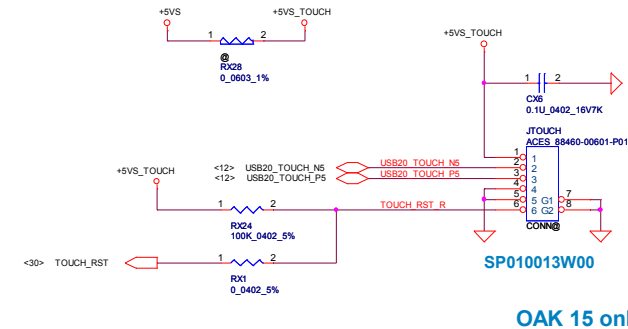 +5VS
+5VS_TOUCH
1
2
@
RX28
0_0603_1%
+5VS_TOUCH
1
2
CX6
0.1U_0402_16V7K
JTOUCH
ACES_88460-00601-P01
<12> USB20_TOUCH_N5
USB20_TOUCH_N5
<12> USB20_TOUCH_P5
USB20_TOUCH_P5
1 1
2 2
3 3
4 4
5 5 G1 7
6 6 G2 8
CONN@
+5VS_TOUCH
1
2
TOUCH_RST_R
RX24
100K_0402_5%
<30> TOUCH_RST
1
2
RX1
0_0402_5%
SP010013W00
OAK 15 onl